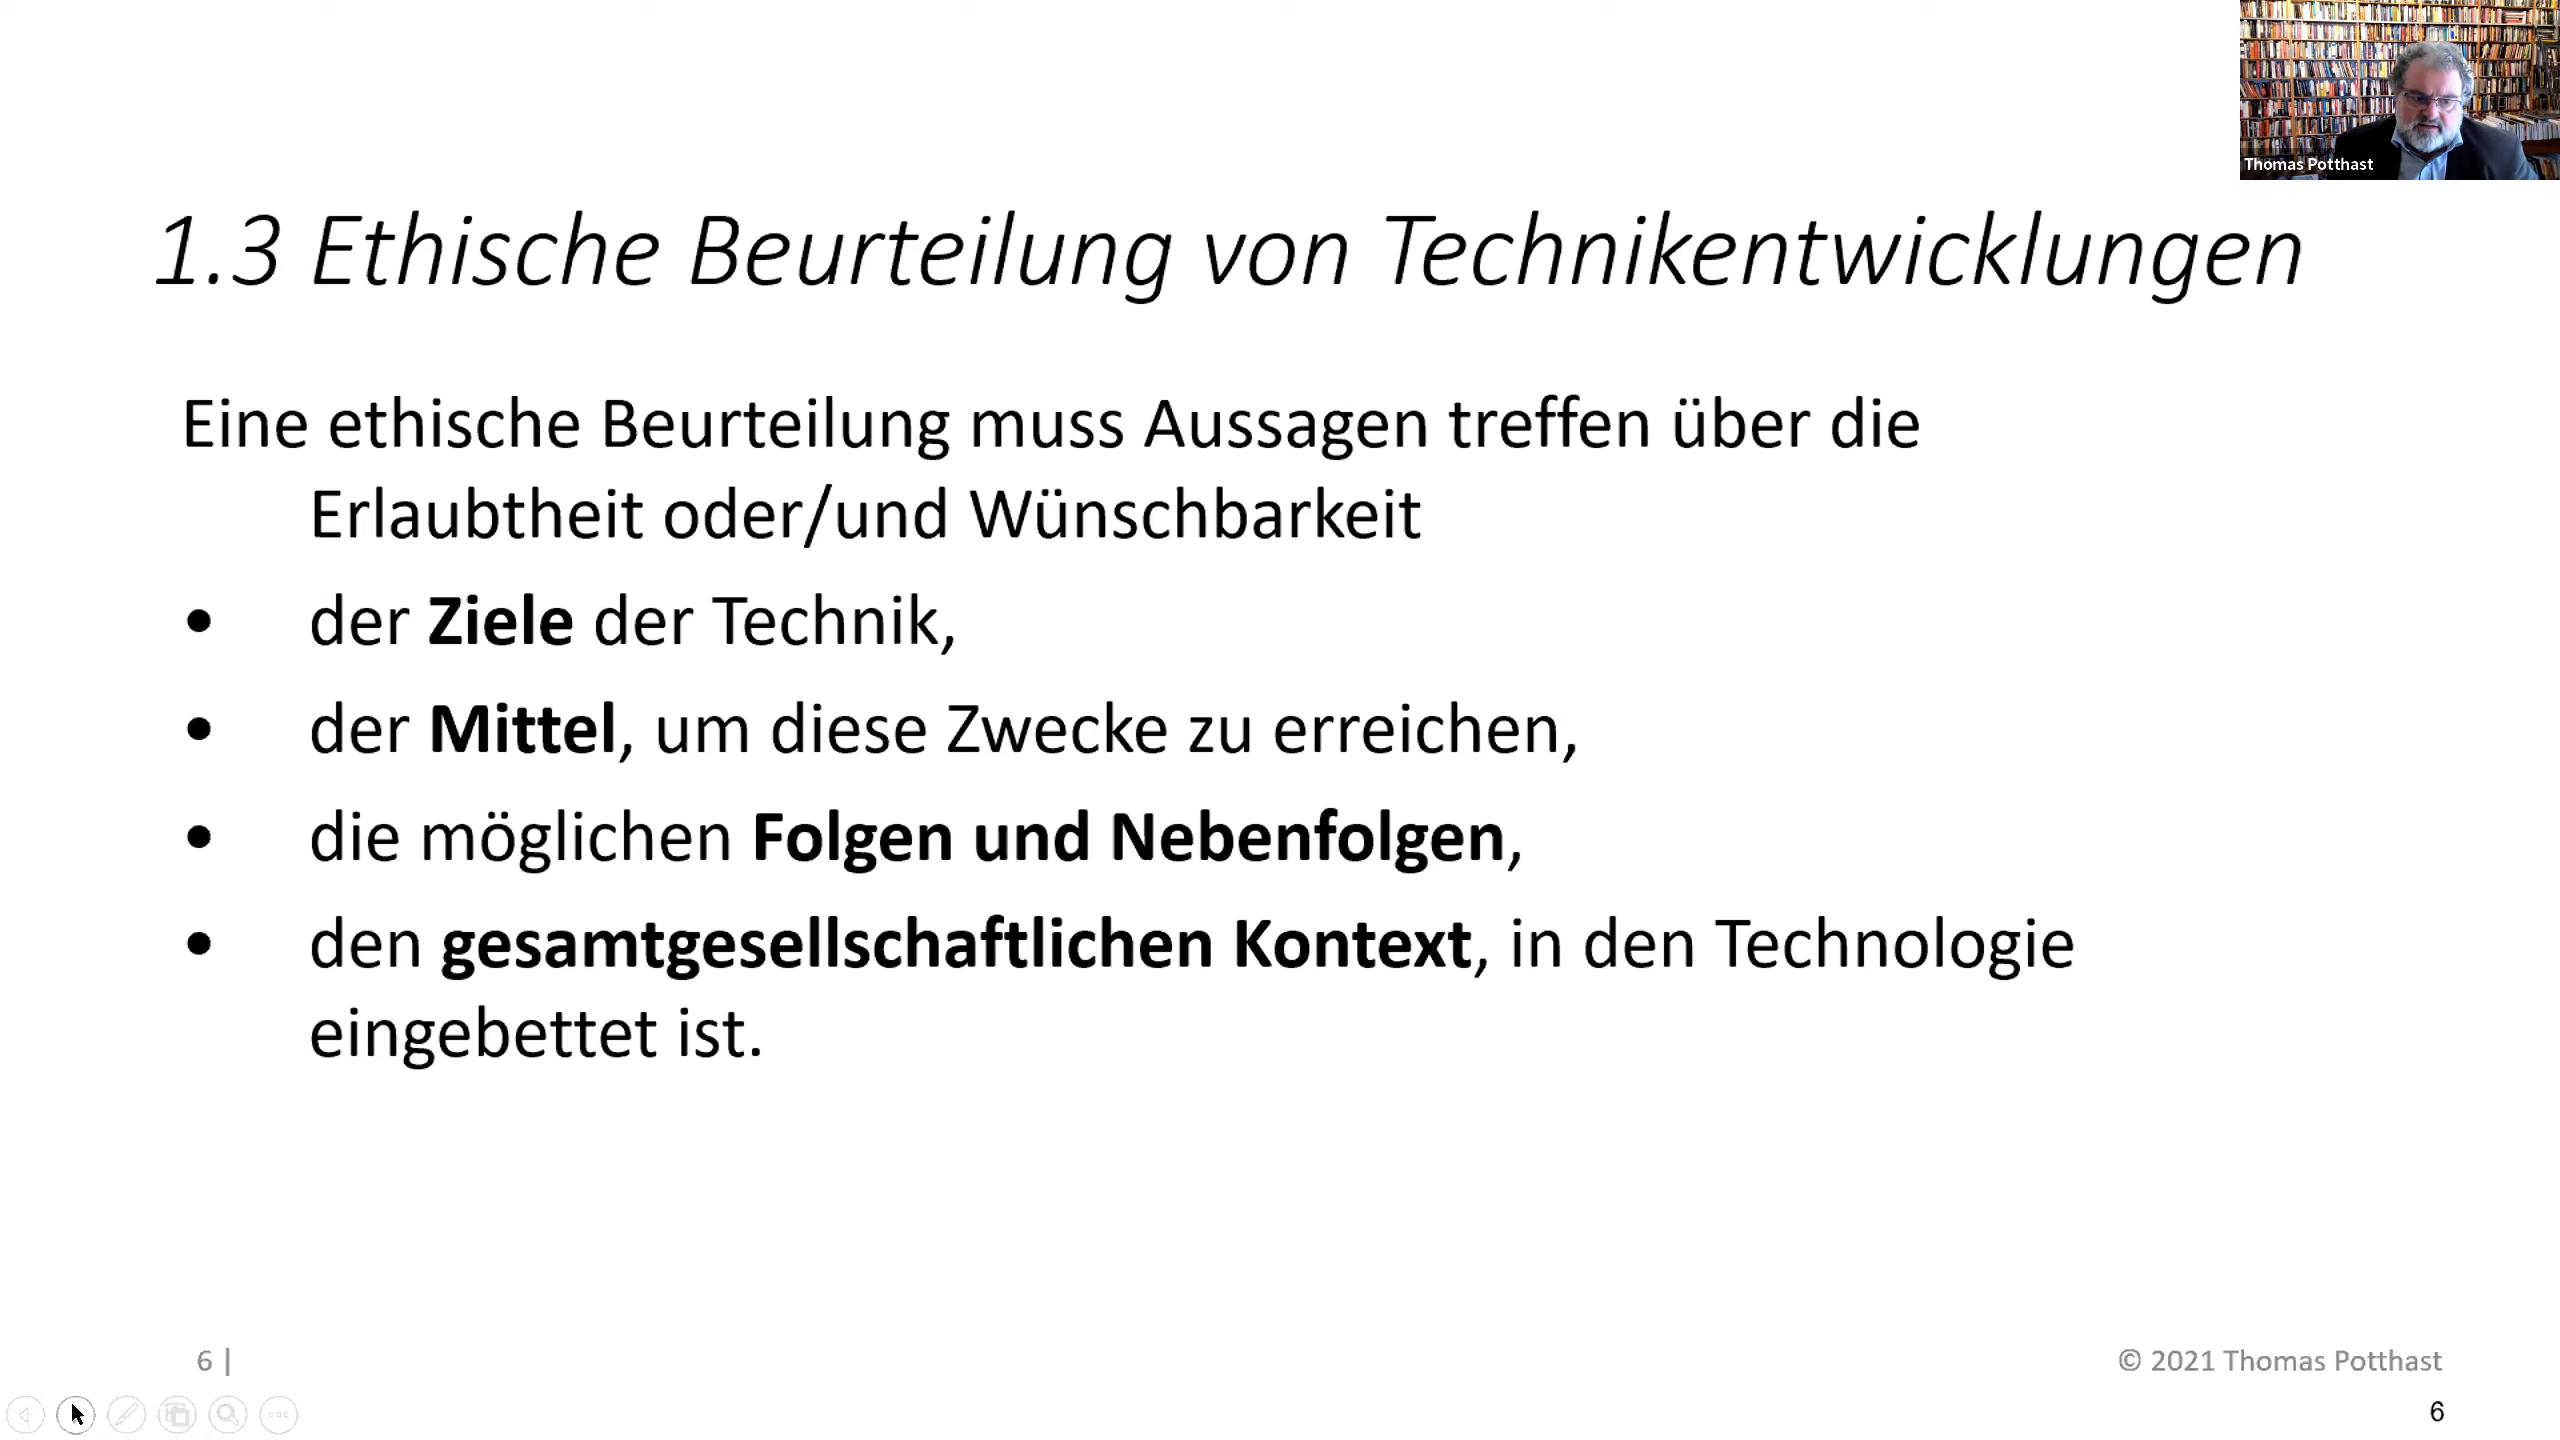 Thomas Potthast
1.3 Ethische Beurteilung von Technikentwicklungen
Eine ethische Beurteilung muss Aussagen treffen über die
Erlaubtheit oder/und Wünschbarkeit
• der Ziele der Technik,
• der Mittel, um diese Zwecke zu erreichen,
• die möglichen Folgen und Nebenfolgen,
• den gesamtgesellschaftlichen Kontext, in den Technologie
eingebettet ist.
6 |
© 2021 Thomas Potthast
6